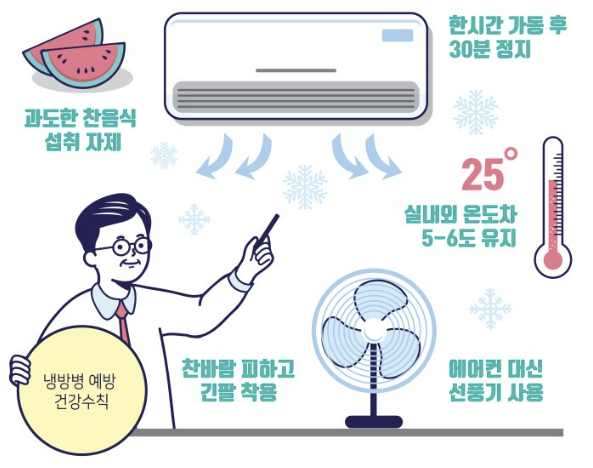 한시간 가동 후
30분 정지
과도한 찬음식
섭취 자제
25°
실내외 온도차
5-6도 유지
찬바람 피하고
긴팔 착용
에어컨 대신
선풍기 사용
냉방병 예방
건강수칙